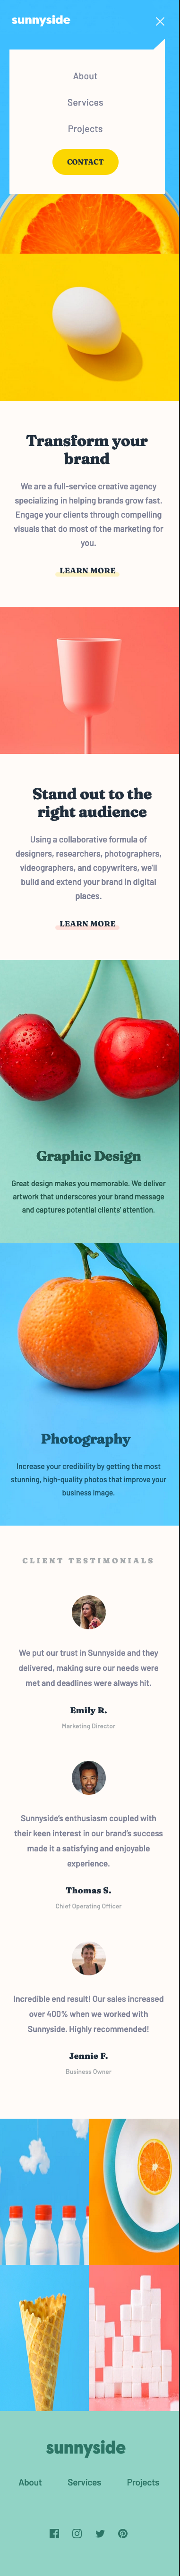 sunnyside
About
Services
Projects
CONTACT
Transform your
brand
We are a full-service creative agency
specializing in helping brands grow fast.
Engage your clients through compelling
visuals that do most of the marketing for
you.
LEARN MORE
Stand out to the
right audience
Using a collaborative formula of
designers, researchers, photographers,
videographers, and copywriters, we'll
build and extend your brand in digital
places.
LEARN MORE
Graphic Design
Great design makes you memorable. We deliver
artwork that underscores your brand message
and captures potential clients' attention.
Photography
Increase your credibility by getting the most
stunning, high-quality photos that improve your
business image.
CLIENT TESTIMONIALS
We put our trust in Sunnyside and they
delivered, making sure our needs were
met and deadlines were always hit.
Emily R.
Marketing Director
Sunnyside's enthusiasm coupled with
their keen interest in our brand's success
made it a satisfying and enjoyable
experience.
Thomas S.
Chief Operating Officer
Incredible end result! Our sales increased
over 400% when we worked with
Sunnyside. Highly recommended!
Jennie F.
Business Owner
sunnyside
About Services Projects